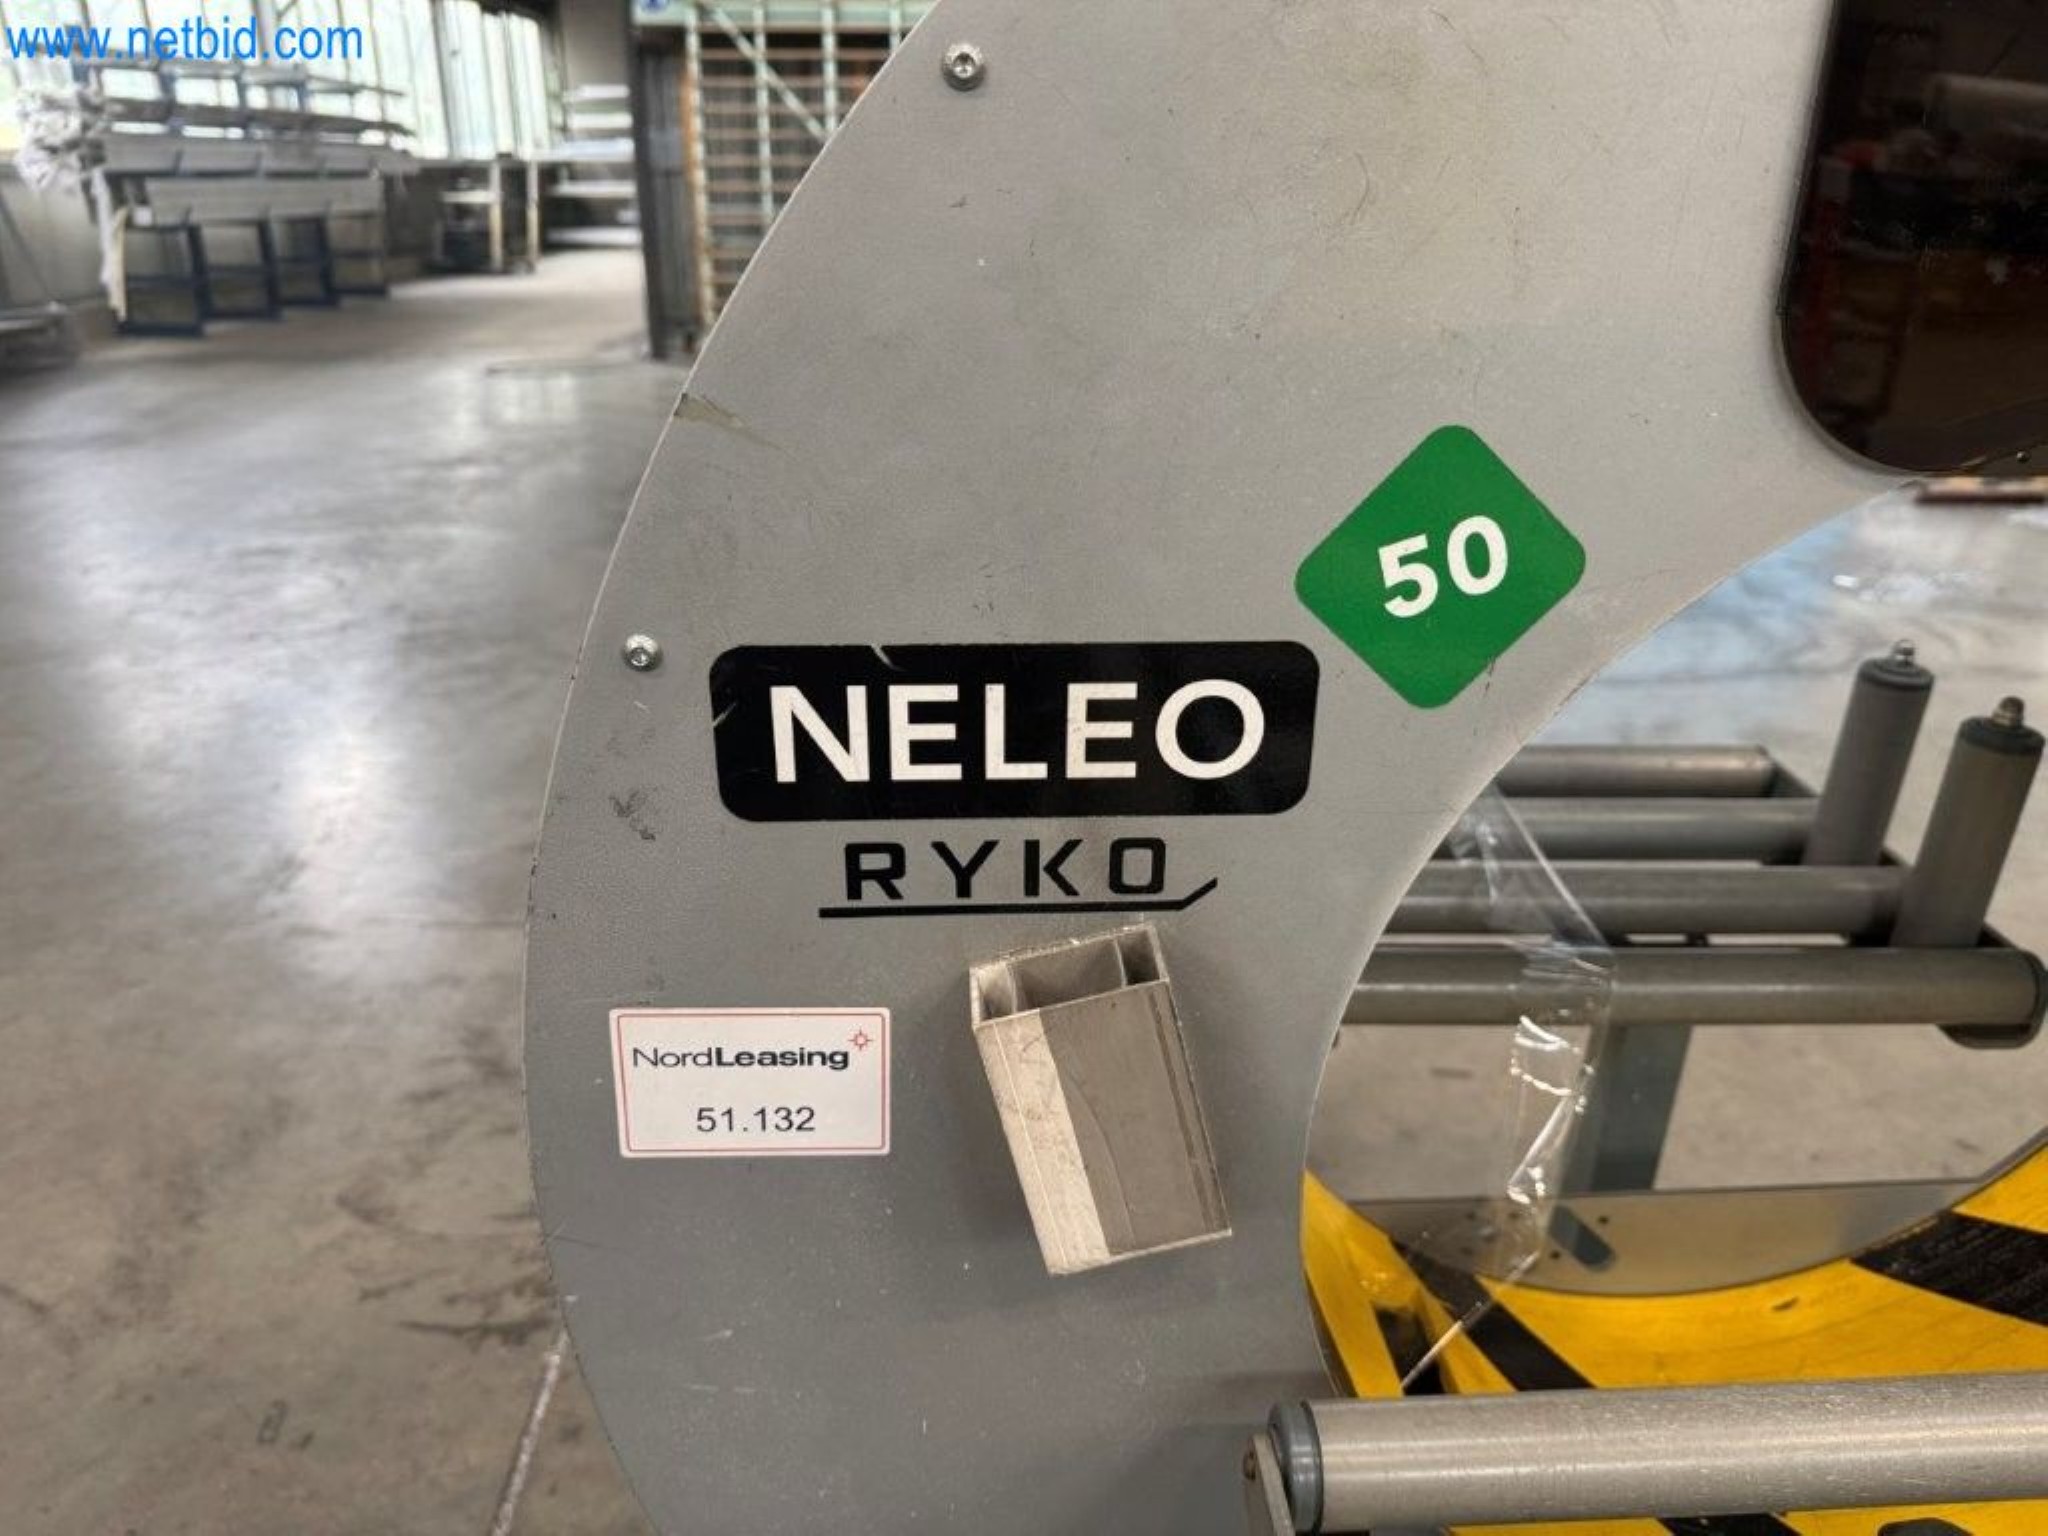 www.netbid.com
50
NELEO
RYKO
NordLeasing
51.132